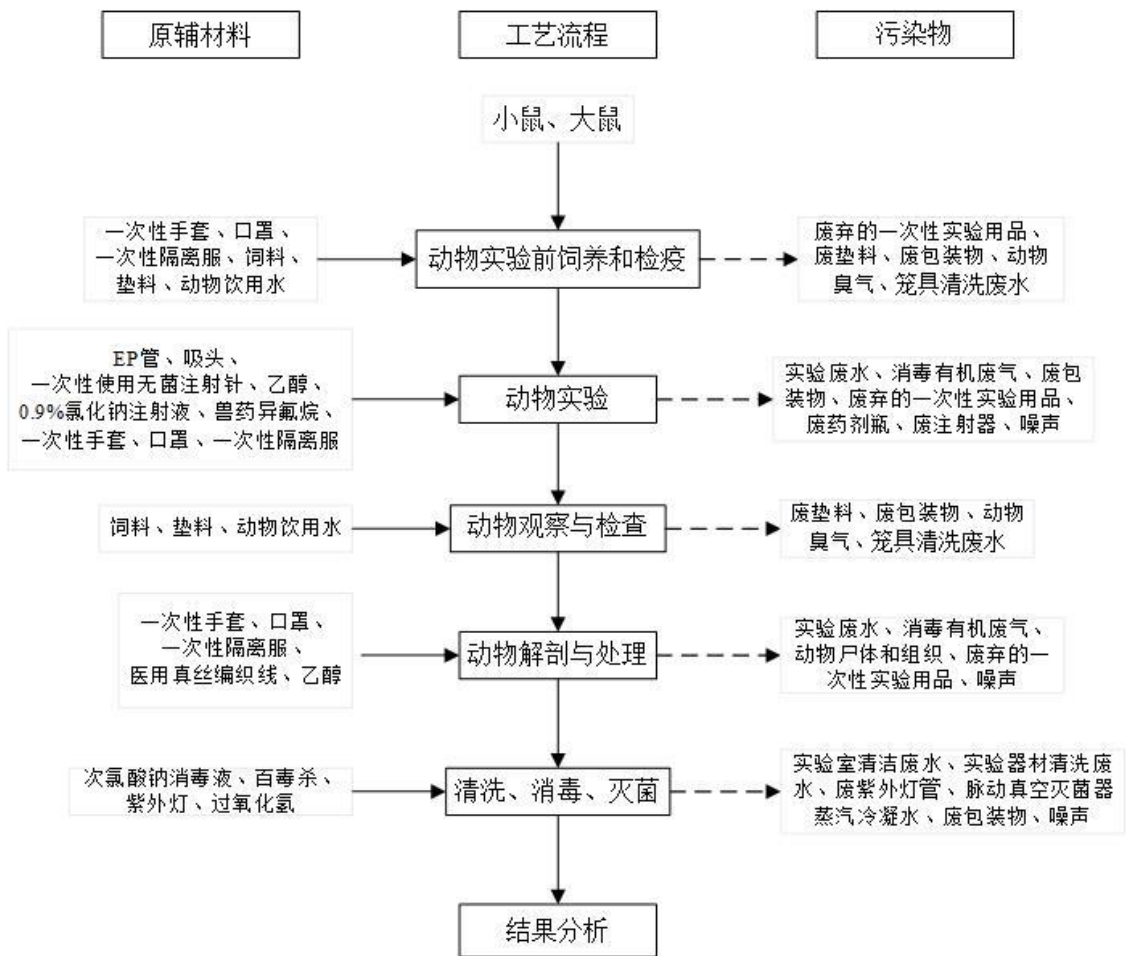 原辅材料
工艺流程
污染物
小鼠、大鼠
一次性手套、口罩、
一次性隔离服、饲料、
垫料、动物饮用水
动物实验前饲养和检疫
废弃的一次性实验用品、
废垫料、废包装物、动物
臭气、笼具清洗废水
EP管、吸头、
一次性使用无菌注射针、乙醇、
0.9%氯化钠注射液、兽药异氟烷、
一次性手套、口罩、一次性隔离服
动物实验
实验废水、消毒有机废气、废包
装物、废弃的一次性实验用品、
废药剂瓶、废注射器、噪声
饲料、垫料、动物饮用水
动物观察与检查
废垫料、废包装物、动物
臭气、笼具清洗废水
一次性手套、口罩、
一次性隔离服、
医用真丝编织线、乙醇
动物解剖与处理
实验废水、消毒有机废气、
动物尸体和组织、废弃的一
次性实验用品、噪声
次氯酸钠消毒液、百毒杀、
紫外灯、过氧化氢
清洗、消毒、灭菌
实验室清洁废水、实验器材清洗废
水、废紫外灯管、脉动真空灭菌器
蒸汽冷凝水、废包装物、噪声
结果分析